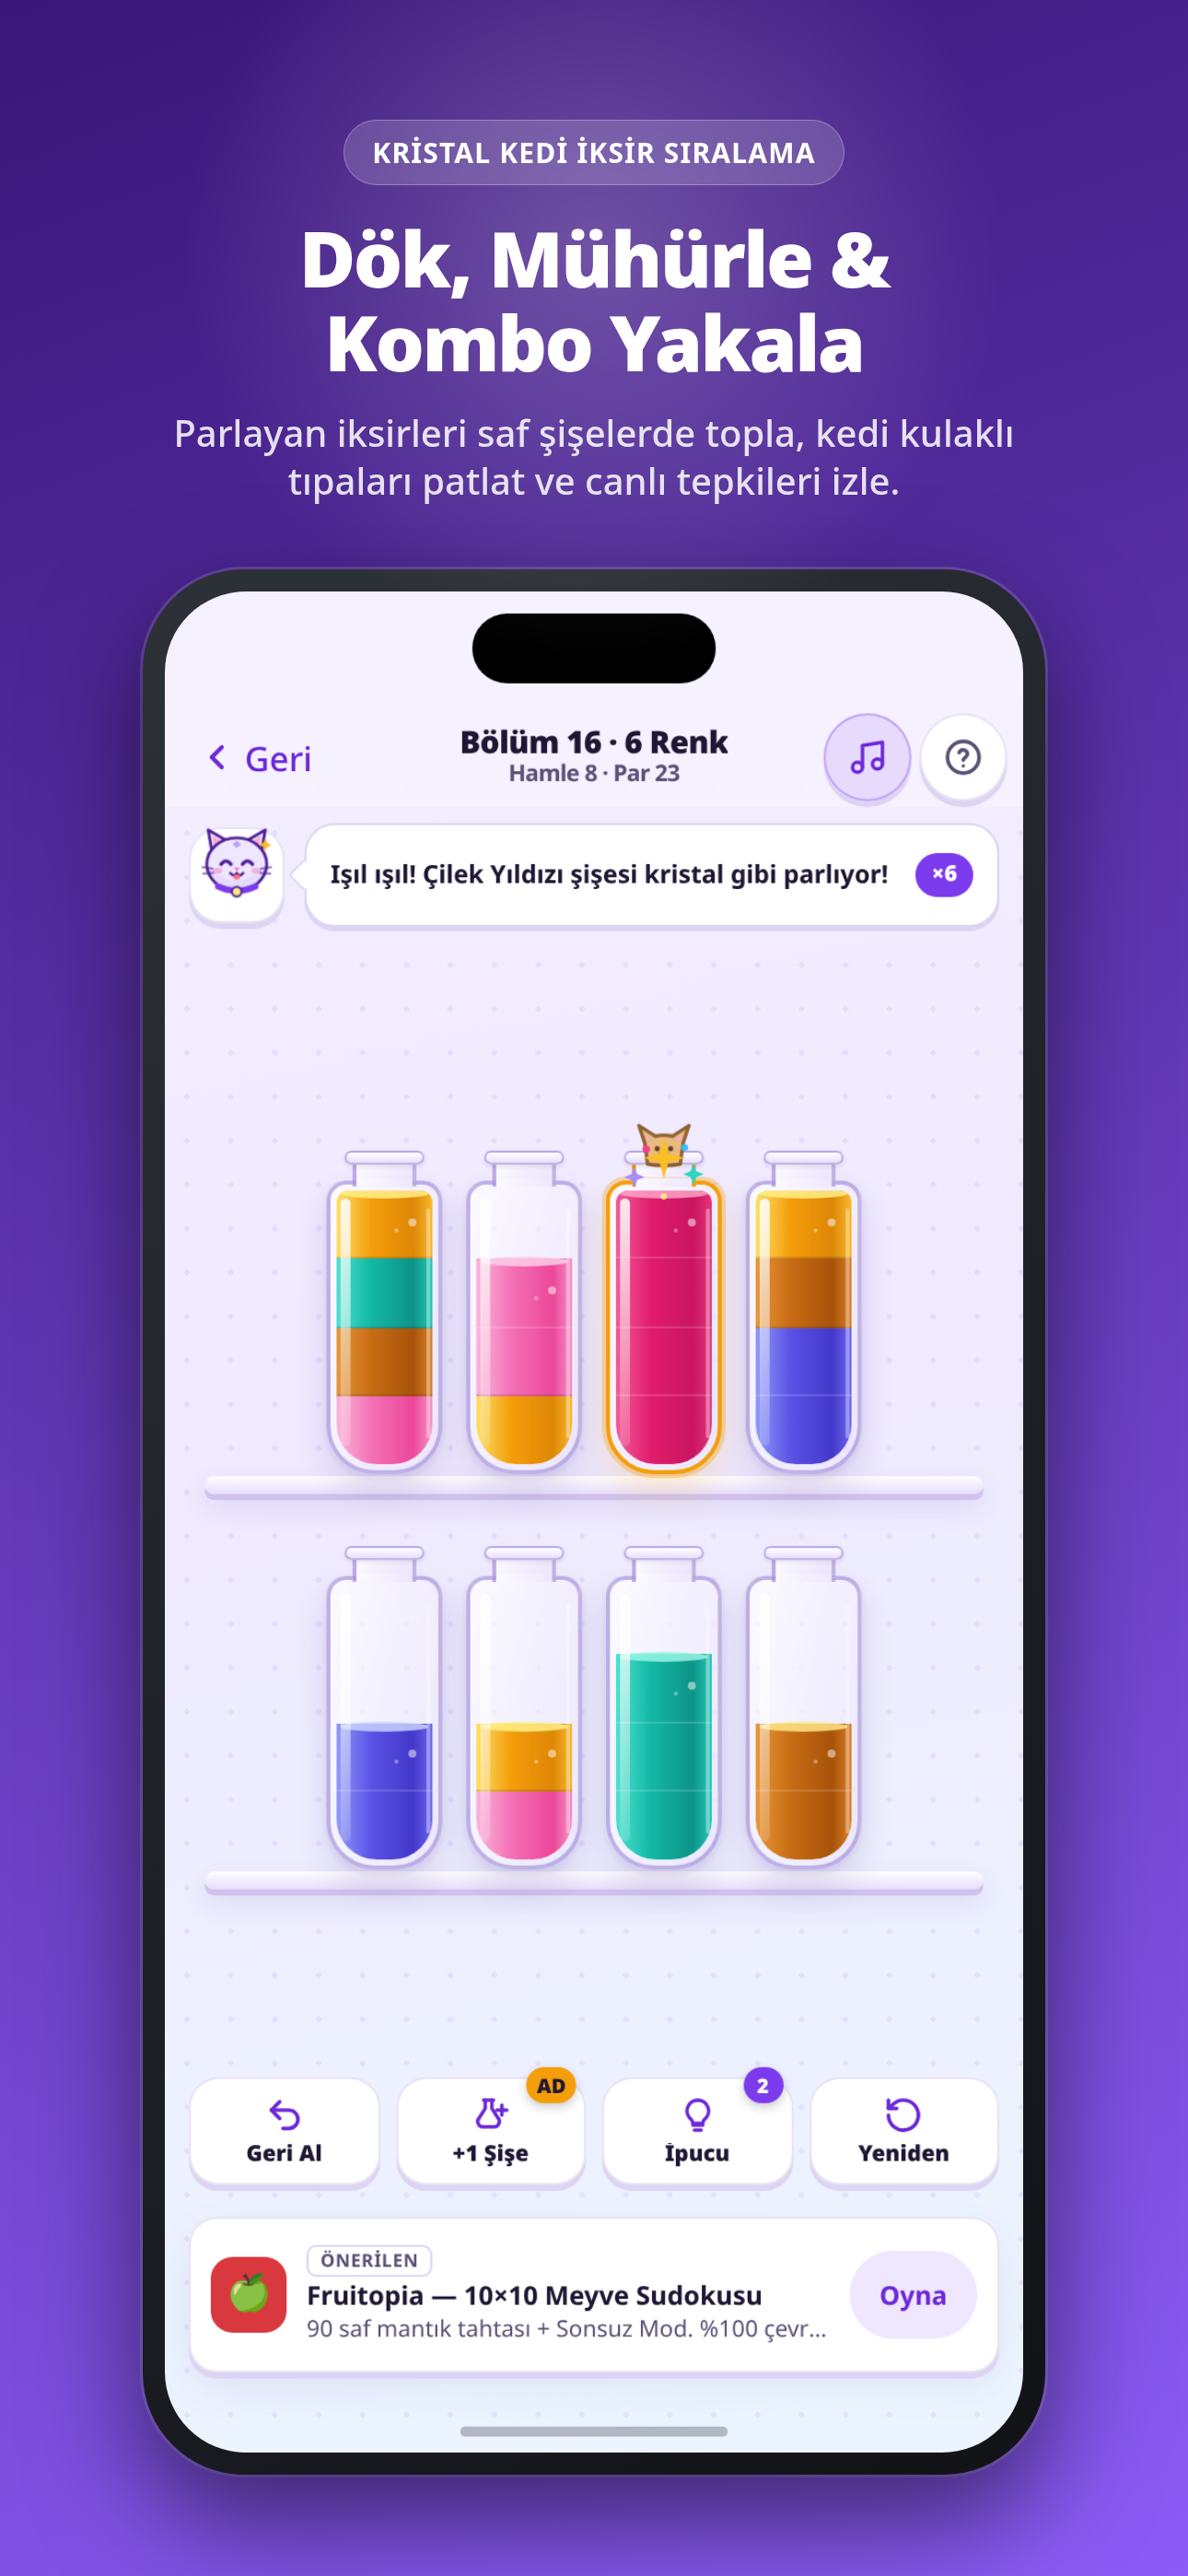 KRİSTAL KEDİ İKSİR SIRALAMA
Dök, Mühürle &
Kombo Yakala
Parlayan iksirleri saf şişelerde topla, kedi kulaklı
tıpaları patlat ve canlı tepkileri izle.
Geri
Bölüm 16 · 6 Renk
Hamle 8 · Par 23
Işıl ışıl! Çilek Yıldızı şişesi kristal gibi parlıyor!
×6
AD
2
Geri Al
+1 Şişe
İpucu
Yeniden
ÖNERİLEN
Fruitopia — 10×10 Meyve Sudokusu
90 saf mantık tahtası + Sonsuz Mod. %100 çevr...
Oyna